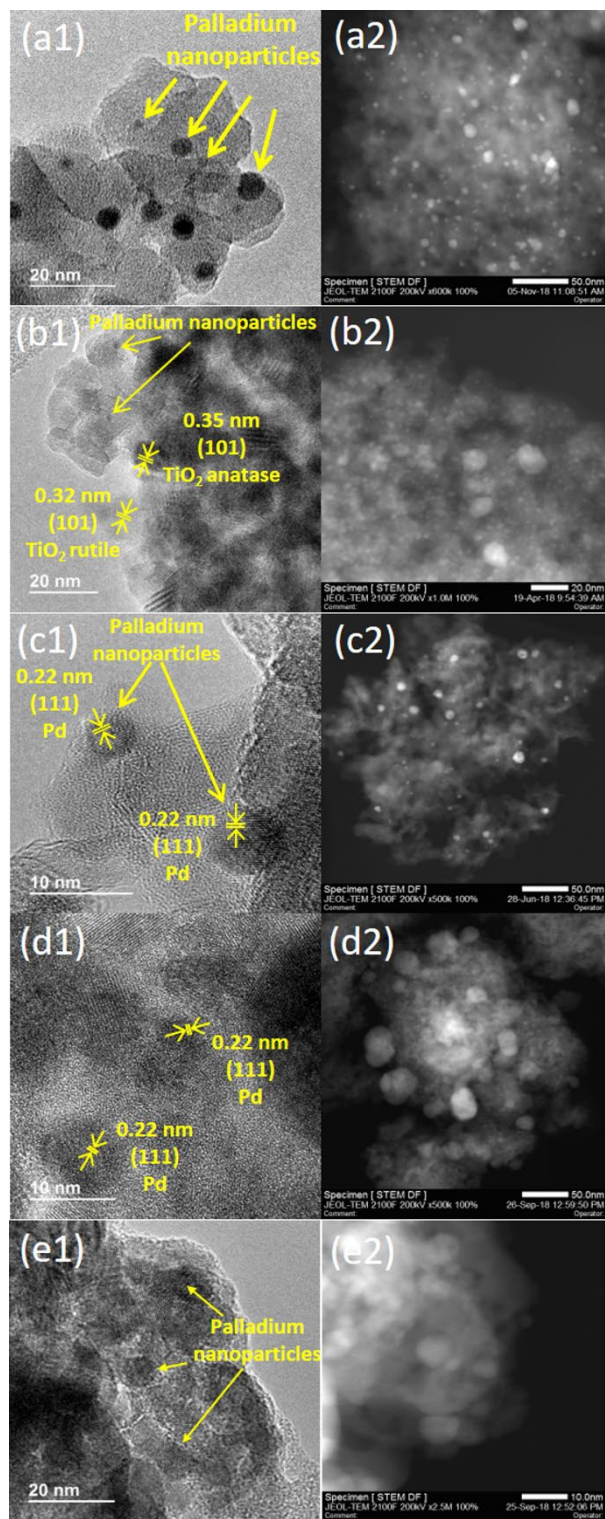 (a1)
Palladium
nanoparticles
20 nm
(a2)
Specimen [ STEM DF ]
50.0nm
JEOL-TEM 2100F 200kV x600k 100%
05-Nov-18 11:08:51 AM
Comment:
Operator:
(b1)
Palladium nanoparticles
0.35 nm
(101)
TiO₂ anatase
0.32 nm
(101)
TiO₂ rutile
20 nm
(b2)
Specimen [ STEM DF ]
20.0nm
JEOL-TEM 2100F 200kV x1.0M 100%
19-Apr-18 9:54:39 AM
Comment:
Operator:
(c1)
Palladium
nanoparticles
0.22 nm
(111)
Pd
0.22 nm
(111)
Pd
10 nm
(c2)
Specimen [ STEM DF ]
50.0nm
JEOL-TEM 2100F 200kV x500k 100%
28-Jun-18 12:36:45 PM
Comment:
Operator:
(d1)
0.22 nm
(111)
Pd
0.22 nm
(111)
Pd
10 nm
(d2)
Specimen [ STEM DF ]
50.0nm
JEOL-TEM 2100F 200kV x500k 100%
26-Sep-18 12:59:50 PM
Comment:
Operator:
(e1)
Palladium
nanoparticles
20 nm
(e2)
Specimen [ STEM DF ]
10.0nm
JEOL-TEM 2100F 200kV x2.5M 100%
25-Sep-18 12:52:06 PM
Comment:
Operator: